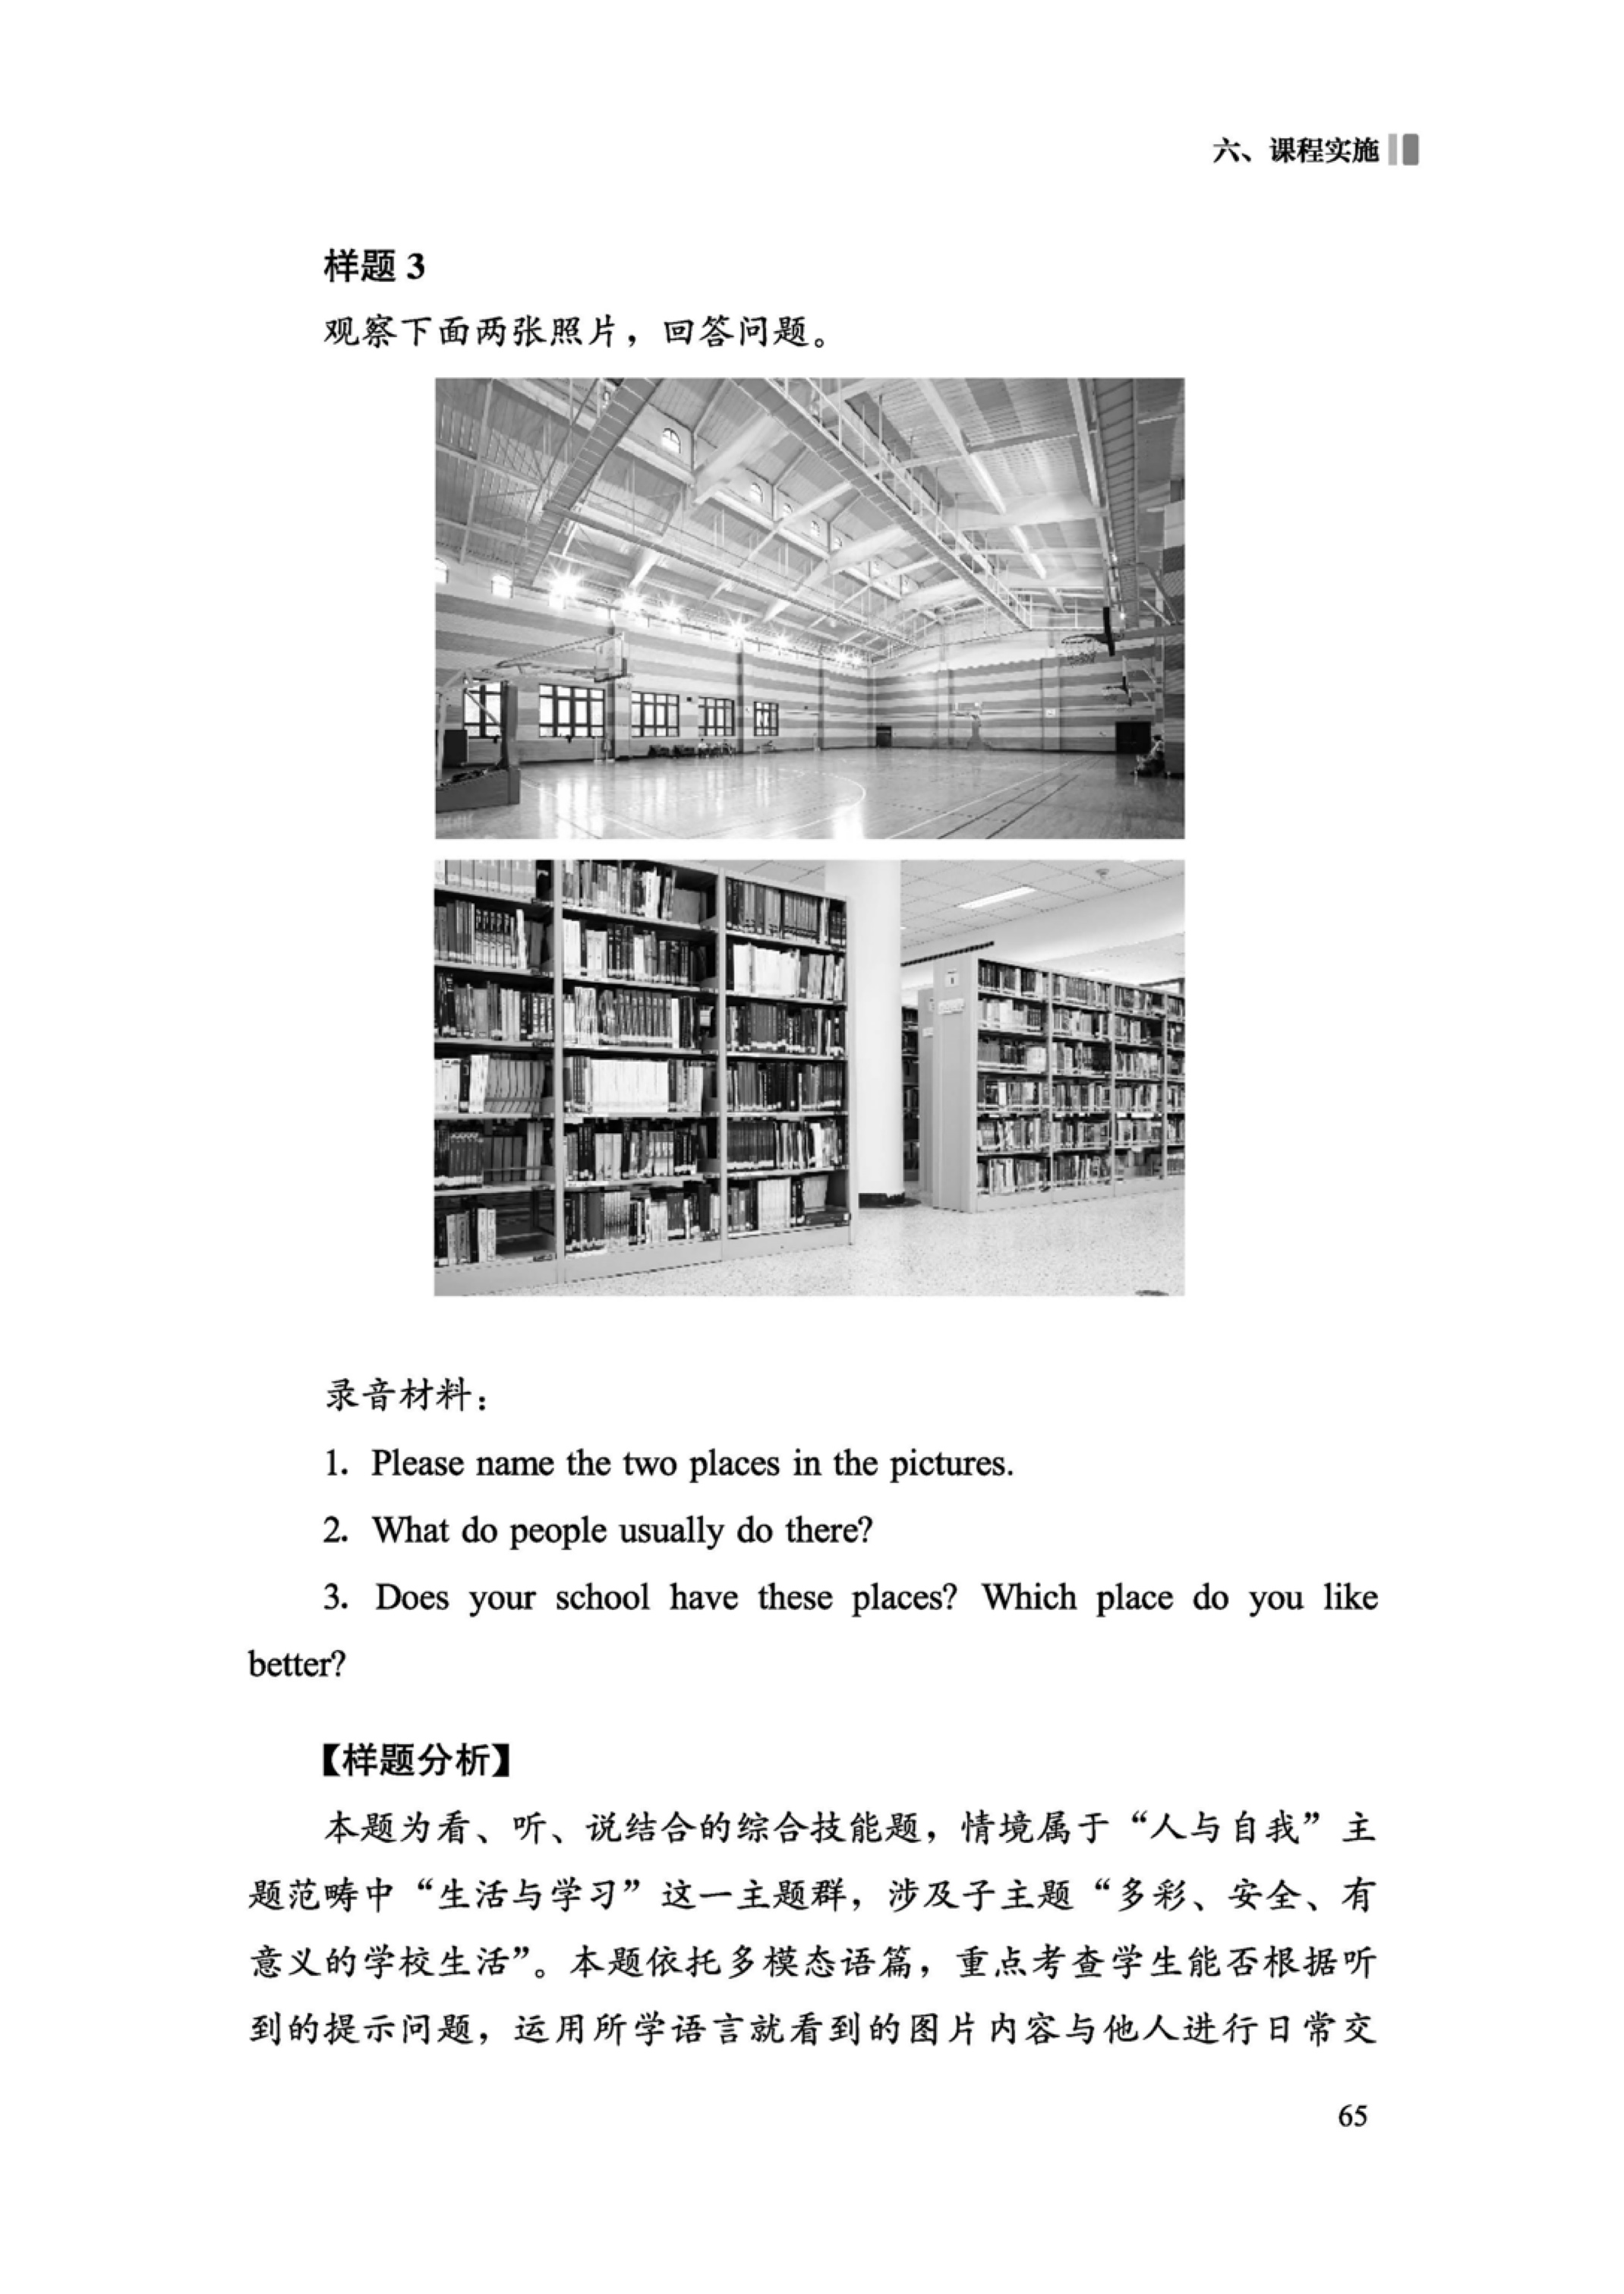 六、课程实施
样题 3
观察下面两张照片，回答问题。
录音材料：
1. Please name the two places in the pictures.
2. What do people usually do there?
3. Does your school have these places? Which place do you like
better?
【样题分析】
本题为看、听、说结合的综合技能题，情境属于“人与自我”主
题范畴中“生活与学习”这一主题群，涉及子主题“多彩、安全、有
意义的学校生活”。本题依托多模态语篇，重点考查学生能否根据听
到的提示问题，运用所学语言就看到的图片内容与他人进行日常交
65